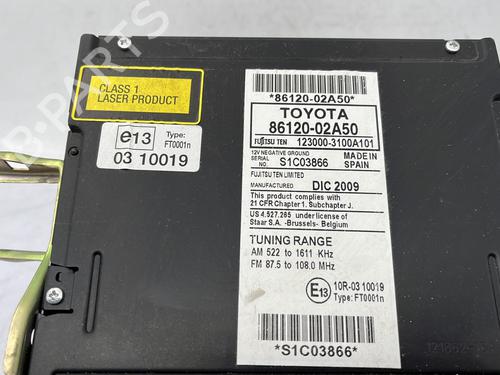 CLASS 1
LASER PRODUCT
e13 Type:
FT0001n
03 10019
*86120-02A50*
TOYOTA
86120-02A50
FUJITSU TEN 123000-3100A101
12V NEGATIVE GROUND
SERIAL NO. S1C03866
MADE IN SPAIN
FUJITSU TEN LIMITED
MANUFACTURED DIC 2009
This product complies with
21 CFR Chapter 1. Subchapter J.
US 4.527.265 under license of
Staar S.A. -Brussels- Belgium
TUNING RANGE
AM 522 to 1611 KHz
FM 87.5 to 108.0 MHz
E13 10R-03 10019
Type: FT0001n
*S1C03866*
B-PARTS